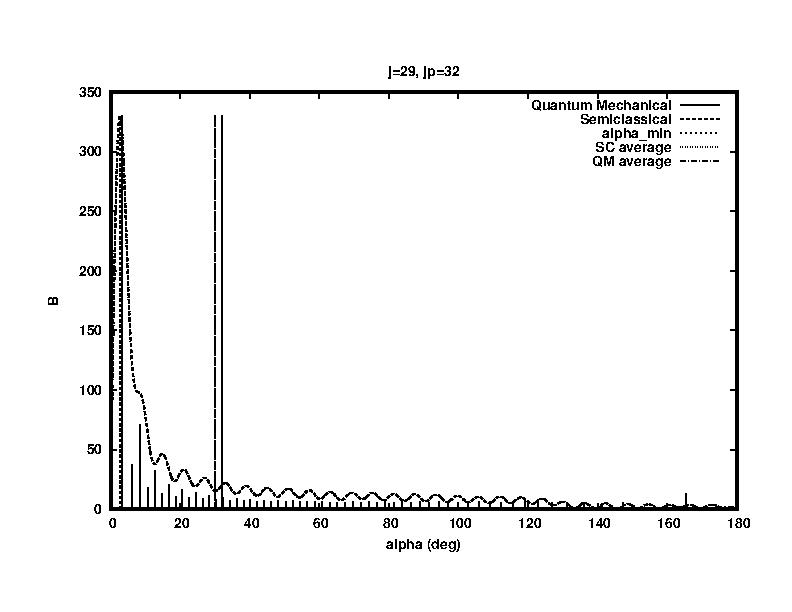 j=29, jp=32
350
300
250
200
150
100
50
0
B
Quantum Mechanical
Semiclassical
alpha_min
SC average
QM average
0 20 40 60 80 100 120 140 160 180
alpha (deg)